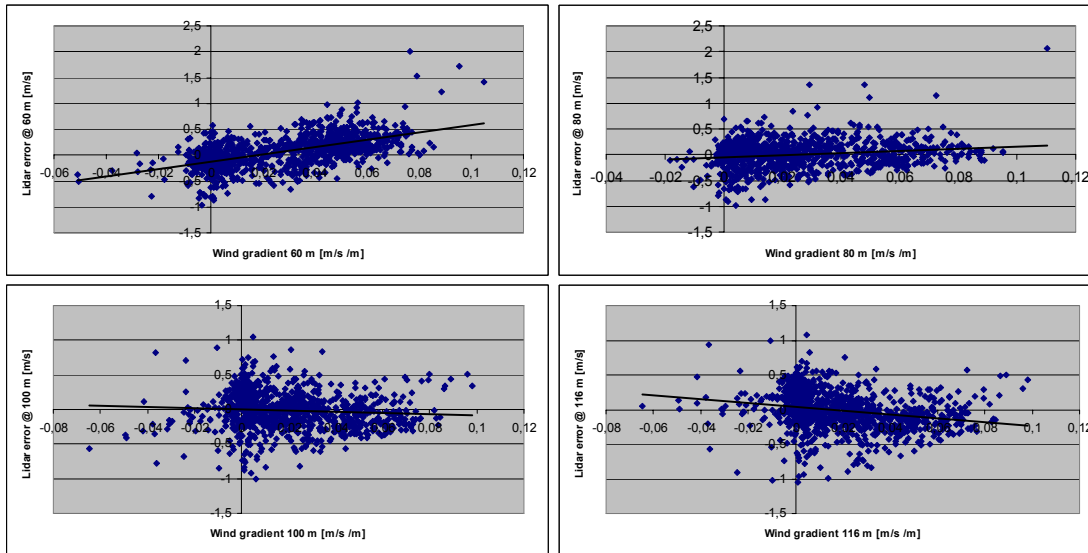 Lidar error @ 60 m [m/s]
2,5
2
1,5
1
0,5
-0,06 -0,04 -0,02 0 0,02 0,04 0,06 0,08 0,1 0,12
-0,5
-1
-1,5
Wind gradient 60 m [m/s /m]
Lidar error @ 80 m [m/s]
2,5
2
1,5
1
0,5
-0,04 -0,02 0,02 0,04 0,06 0,08 0,1 0,12
-0,5
-1
-1,5
Wind gradient 80 m [m/s /m]
Lidar error @ 100 m [m/s]
1,5
1
0,5
-0,08 -0,06 -0,04 -0,02 0 0,02 0,04 0,06 0,08 0,1 0,12
-0,5
-1
-1,5
Wind gradient 100 m [m/s /m]
Lidar error @ 116 m [m/s]
1,5
1
0,5
-0,08 -0,06 -0,04 -0,02 0 0,02 0,04 0,06 0,08 0,1 0,12
-0,5
-1
-1,5
Wind gradient 116 m [m/s /m]